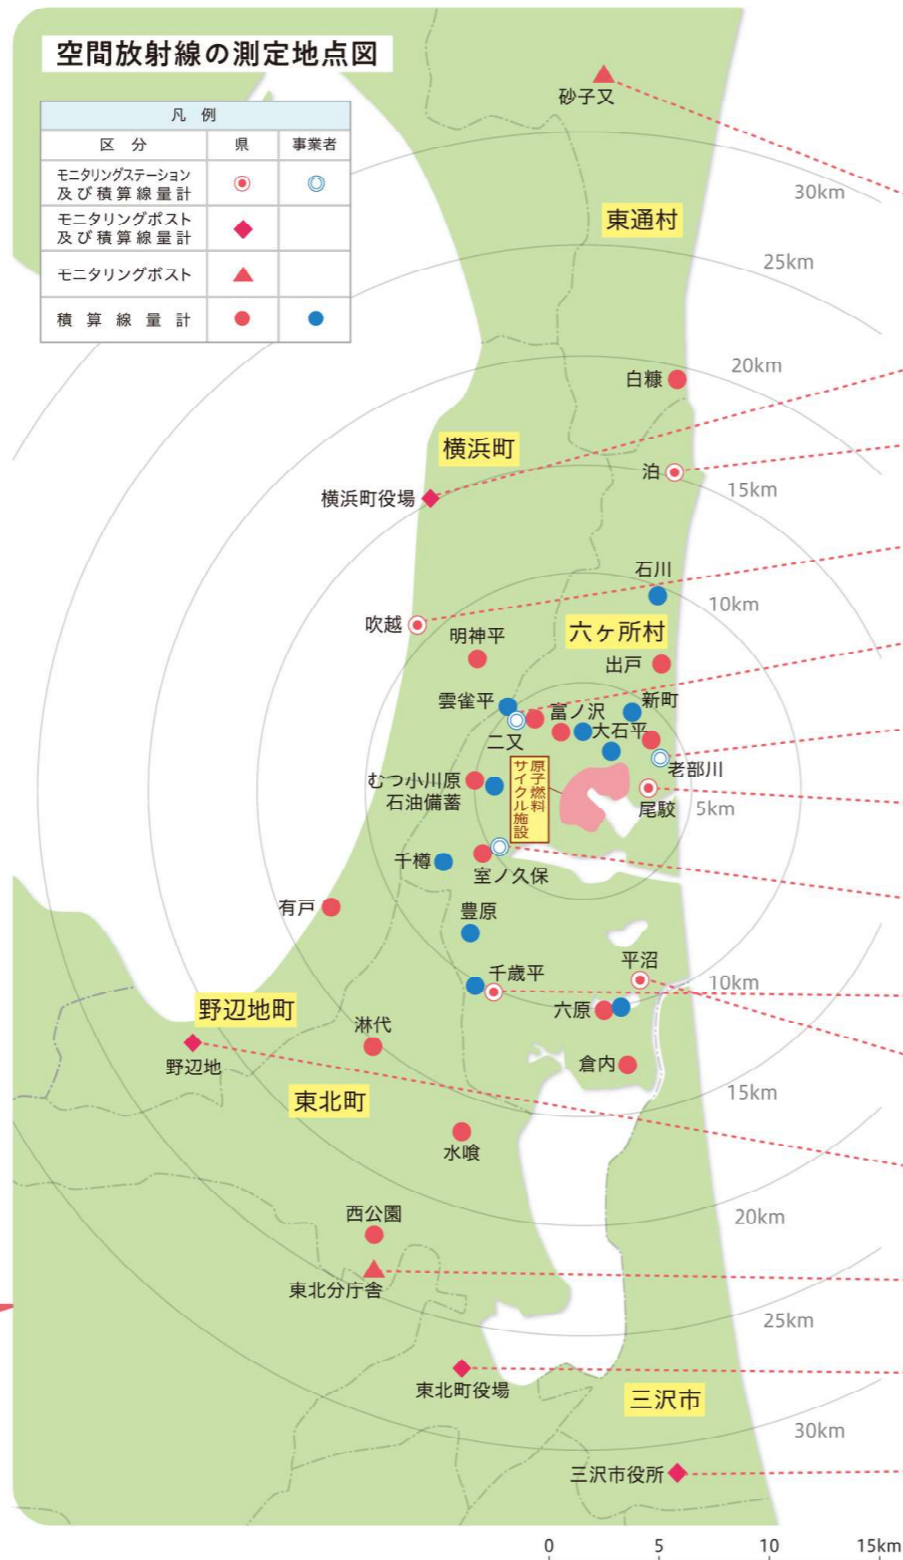 空間放射線の測定地点図
凡 例
区 分 県 事業者
モニタリングステーション
及び積算線量計
モニタリングポスト
及び積算線量計
モニタリングポスト
積算線量計
砂子又
30km
東通村
25km
20km
白糠
横浜町
泊
15km
横浜町役場
石川
10km
吹越
六ヶ所村
明神平
出戸
雲雀平
新町
富ノ沢
大石平
二又
老部川
原子燃料
サイクル施設
むつ小川原
石油備蓄
尾駮
5km
千樽
室ノ久保
有戸
豊原
平沼
千歳平
10km
野辺地町
六原
淋代
野辺地
倉内
東北町
15km
水喰
西公園
20km
東北分庁舎
25km
東北町役場
三沢市
30km
三沢市役所
0 5 10 15km